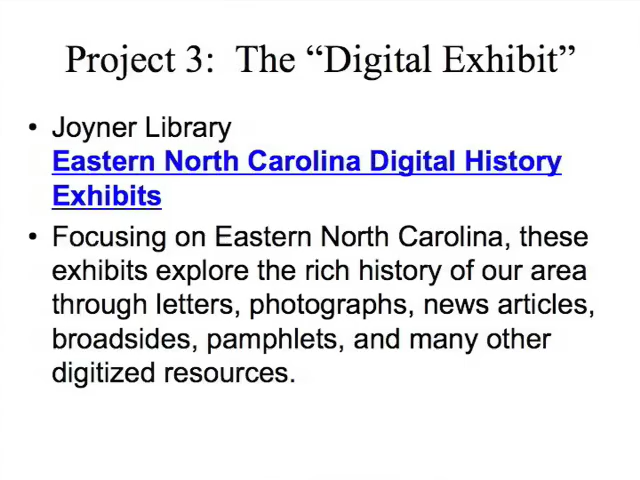 Project 3:  The “Digital Exhibit”
• Joyner Library
Eastern North Carolina Digital History
Exhibits
• Focusing on Eastern North Carolina, these
exhibits explore the rich history of our area
through letters, photographs, news articles,
broadsides, pamphlets, and many other
digitized resources.